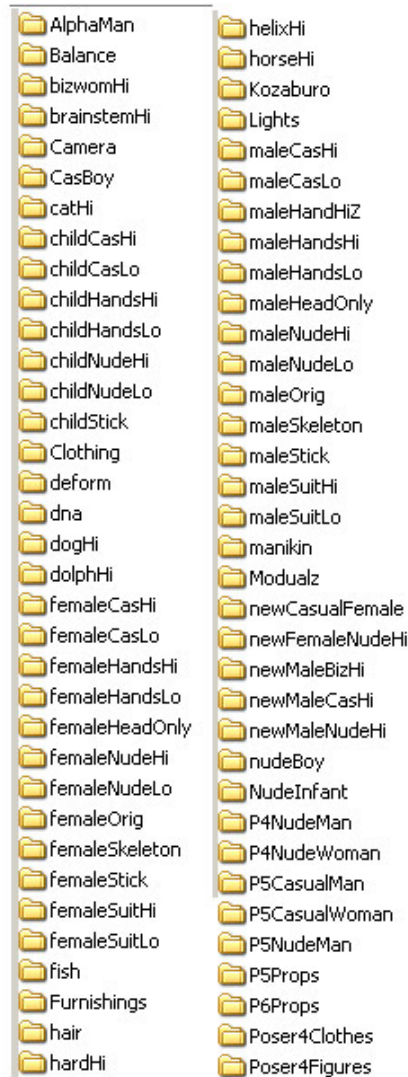 AlphaMan
Balance
bizwomHi
brainstemHi
Camera
CasBoy
catHi
childCasHi
childCasLo
childHandsHi
childHandsLo
childNudeHi
childNudeLo
childStick
Clothing
deform
dna
dogHi
dolphHi
femaleCasHi
femaleCasLo
femaleHandsHi
femaleHandsLo
femaleHeadOnly
femaleNudeHi
femaleNudeLo
femaleOrig
femaleSkeleton
femaleStick
femaleSuitHi
femaleSuitLo
fish
Furnishings
hair
hardHi
helixHi
horseHi
Kozaburo
Lights
maleCasHi
maleCasLo
maleHandHiZ
maleHandsHi
maleHandsLo
maleHeadOnly
maleNudeHi
maleNudeLo
maleOrig
maleSkeleton
maleStick
maleSuitHi
maleSuitLo
manikin
Modualz
newCasualFemale
newFemaleNudeHi
newMaleBizHi
newMaleCasHi
newMaleNudeHi
nudeBoy
NudeInfant
P4NudeMan
P4NudeWoman
P5CasualMan
P5CasualWoman
P5NudeMan
P5Props
P6Props
Poser4Clothes
Poser4Figures